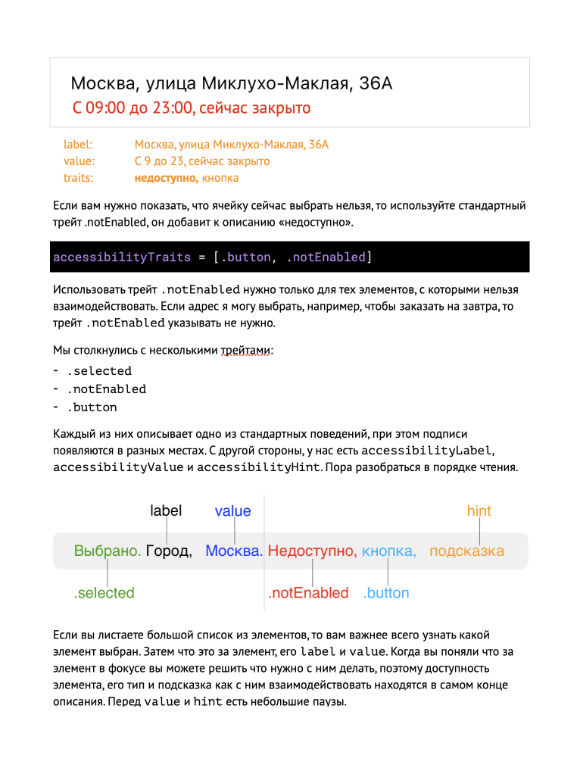 Москва, улица Миклухо-Маклая, 36А
С 09:00 до 23:00, сейчас закрыто
label: Москва, улица Миклухо-Маклая, 36А
value: С 9 до 23, сейчас закрыто
traits: недоступно, кнопка
Если вам нужно показать, что ячейку сейчас выбрать нельзя, то используйте стандартный
трейт .notEnabled, он добавит к описанию «недоступно».
accessibilityTraits = [.button, .notEnabled]
Использовать трейт .notEnabled нужно только для тех элементов, с которыми нельзя
взаимодействовать. Если адрес я могу выбрать, например, чтобы заказать на завтра, то
трейт .notEnabled указывать не нужно.
Мы столкнулись с несколькими трейтами:
- .selected
- .notEnabled
- .button
Каждый из них описывает одно из стандартных поведений, при этом подписи
появляются в разных местах. С другой стороны, у нас есть accessibilityLabel,
accessibilityValue и accessibilityHint. Пора разобраться в порядке чтения.
label value hint
Выбрано. Город, Москва. Недоступно, кнопка, подсказка
.selected .notEnabled .button
Если вы листаете большой список из элементов, то вам важнее всего узнать какой
элемент выбран. Затем что это за элемент, его label и value. Когда вы поняли что за
элемент в фокусе вы можете решить что нужно с ним делать, поэтому доступность
элемента, его тип и подсказка как с ним взаимодействовать находятся в самом конце
описания. Перед value и hint есть небольшие паузы.